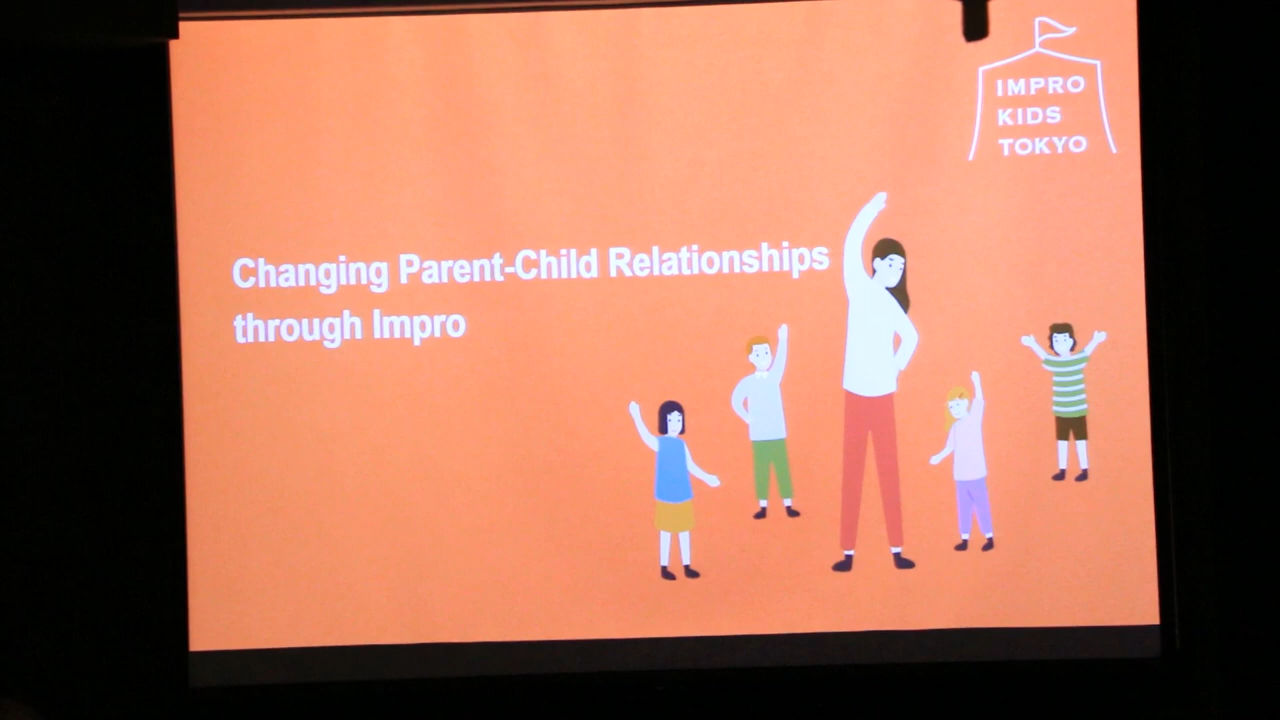 IMPRO
KIDS
TOKYO
Changing Parent-Child Relationships
through Impro